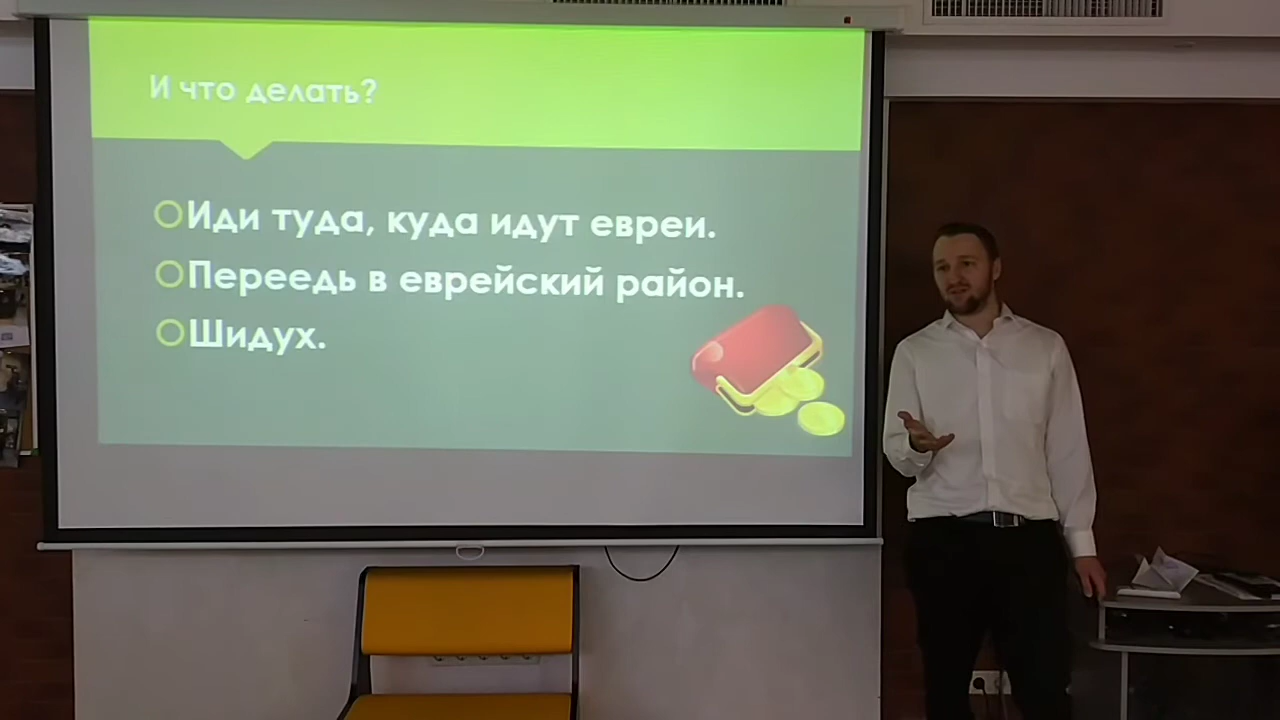 И что делать?
Иди туда, куда идут евреи.
Переедь в еврейский район.
Шидух.